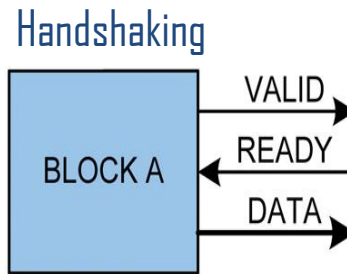 Handshaking
VALID
READY
BLOCK A
DATA